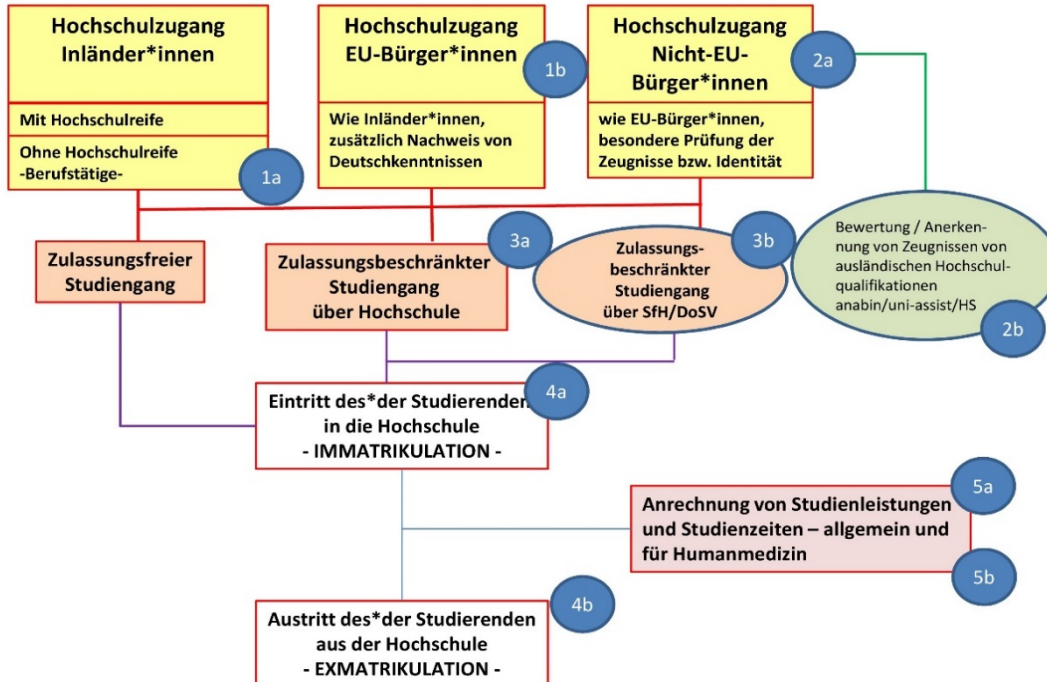 Hochschulzugang
Inländer*innen
Mit Hochschulreife
Ohne Hochschulreife
-Berufstätige-
1a
Hochschulzugang
EU-Bürger*innen
1b
Wie Inländer*innen,
zusätzlich Nachweis von
Deutschkenntnissen
Hochschulzugang
Nicht-EU-
Bürger*innen
2a
wie EU-Bürger*innen,
besondere Prüfung der
Zeugnisse bzw. Identität
Zulassungsfreier
Studiengang
3a
Zulassungsbeschränkter
Studiengang
über Hochschule
3b
Zulassungs-
beschränkter
Studiengang
über SfH/DoSV
Bewertung / Anerken-
nung von Zeugnissen von
ausländischen Hochschul-
qualifikationen
anabin/uni-assist/HS
2b
4a
Eintritt des*der Studierenden
in die Hochschule
- IMMATRIKULATION -
5a
Anrechnung von Studienleistungen
und Studienzeiten – allgemein und
für Humanmedizin
5b
4b
Austritt des*der Studierenden
aus der Hochschule
- EXMATRIKULATION -